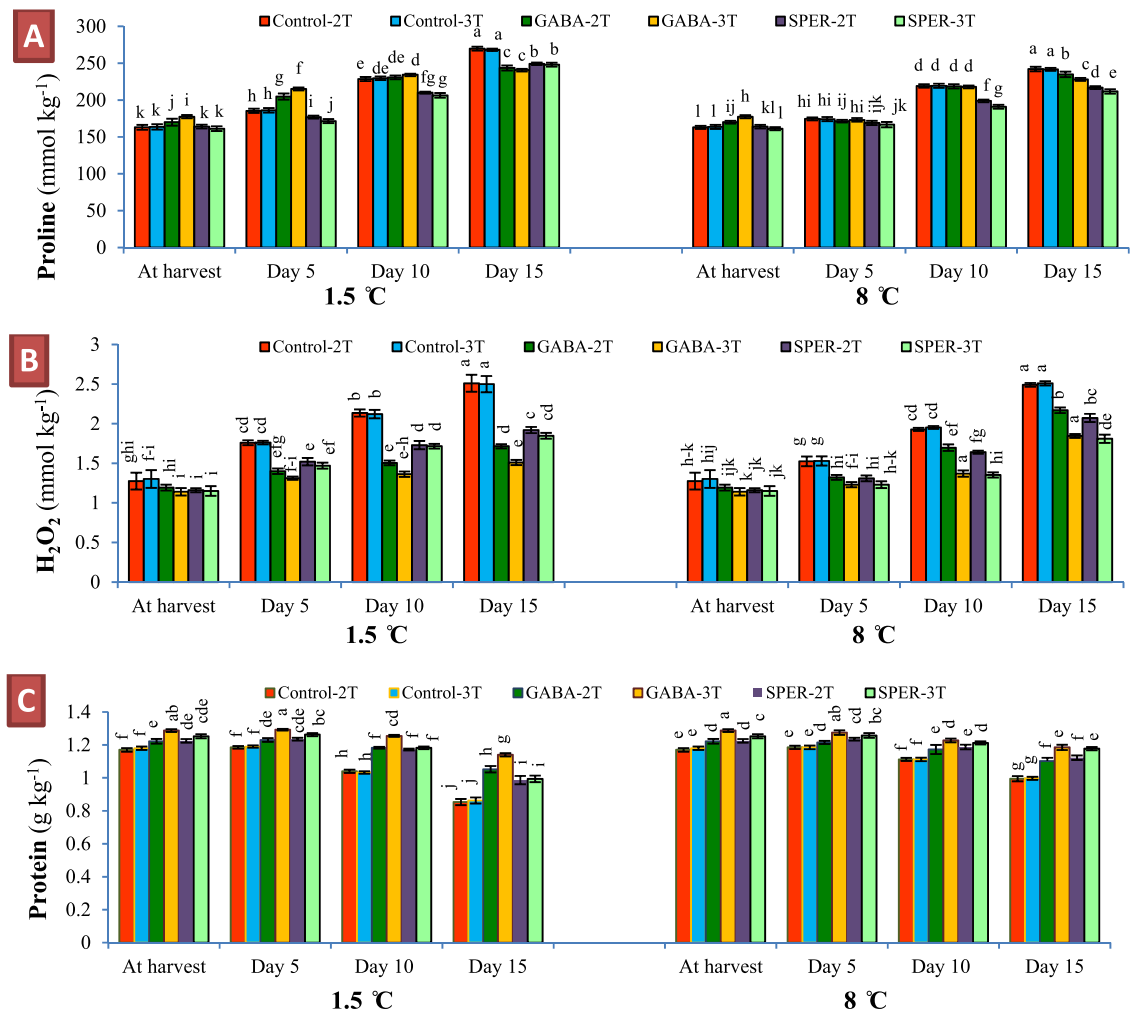 A
Control-2T Control-3T GABA-2T GABA-3T SPER-2T SPER-3T
Proline (mmol kg-1)
300
250
200
150
100
50
0
k k j i k k h h g f i j e de de d fg g a a c c b b
l l ij h kl l hi hi ij hi ijk jk d d d d f g a a b c d e
At harvest Day 5 Day 10 Day 15 At harvest Day 5 Day 10 Day 15
1.5 ℃ 8 ℃
B
Control-2T Control-3T GABA-2T GABA-3T SPER-2T SPER-3T
H2O2 (mmol kg-1)
3
2.5
2
1.5
1
0.5
0
ghi f-i hi i i i cd cd efg f-i e ef b b e e-h d d a a d e c cd
h-k hij ijk k jk jk g g hi f-i hi h-k cd cd ef a fg hi a a b a bc de
At harvest Day 5 Day 10 Day 15 At harvest Day 5 Day 10 Day 15
1.5 ℃ 8 ℃
C
Control-2T Control-3T GABA-2T GABA-3T SPER-2T SPER-3T
Protein (g kg-1)
1.4
1.2
1
0.8
0.6
0.4
0.2
0
f f e ab de cde f f de a cde bc h h f cd f f j j h g i i
e e d a d c e e d ab cd bc f f e d e d g g f e f e
At harvest Day 5 Day 10 Day 15 At harvest Day 5 Day 10 Day 15
1.5 ℃ 8 ℃